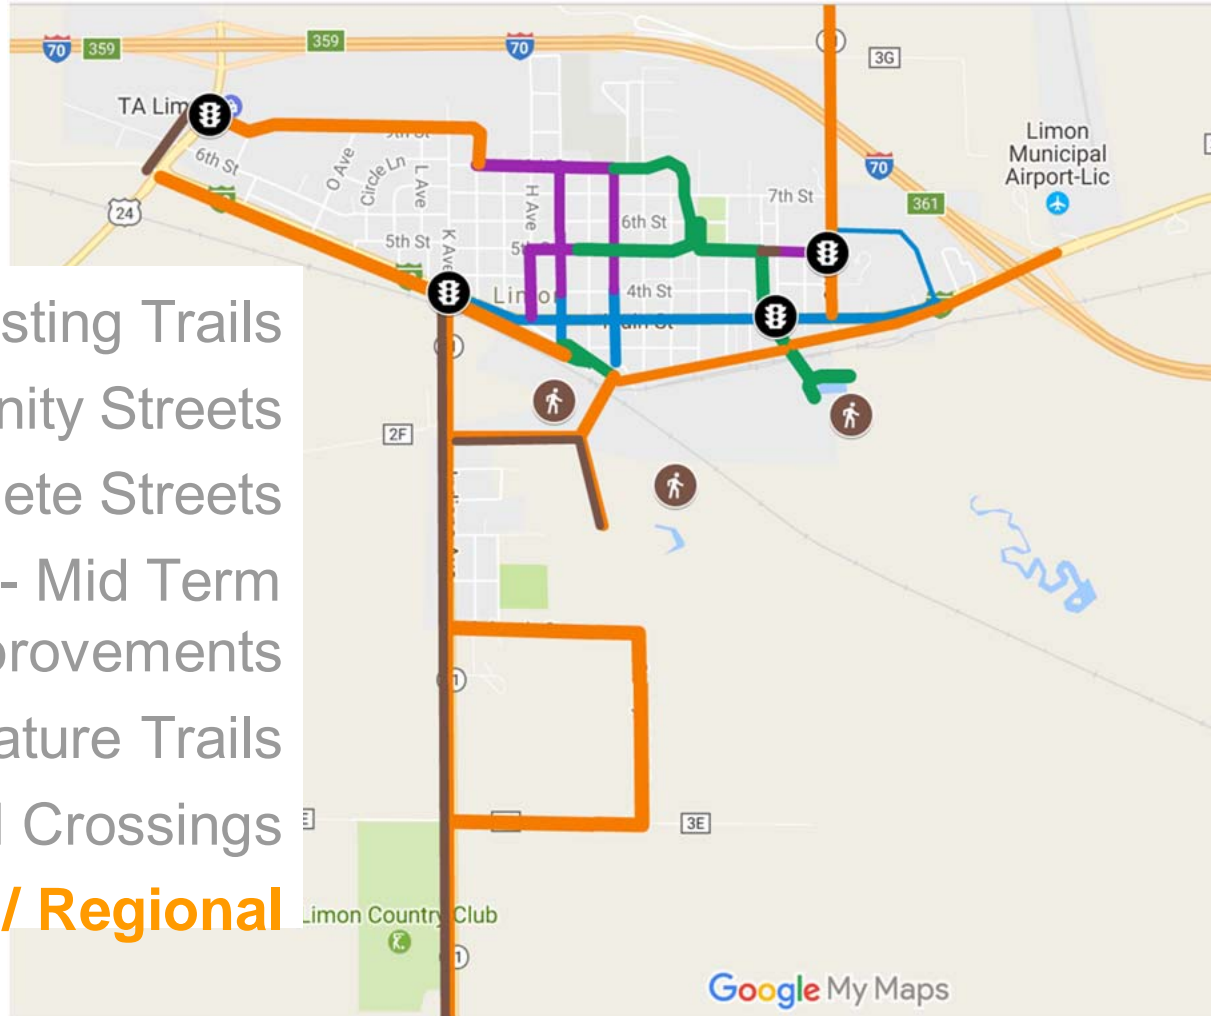 70
359
359
70
3G
TA Lim
Limon
Municipal
Airport-Lic
6th St
O Ave
Circle Ln
L Ave
H Ave
70
7th St
361
24
6th St
5th St
K Ave
Limon
4th St
sting Trails
nity Streets
2F
ete Streets
- Mid Term
provements
ature Trails
l Crossings
3E
/ Regional
Limon Country Club
Google My Maps